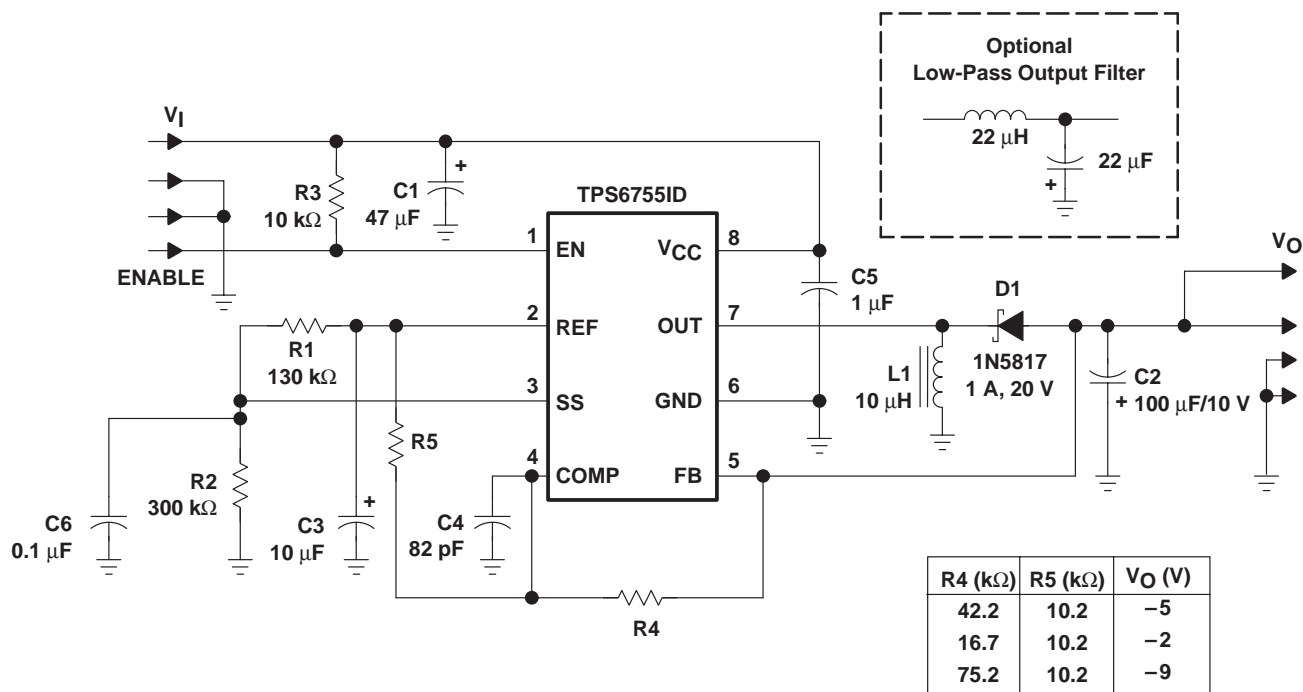 Optional
Low-Pass Output Filter
22 µH
22 µF
+
VI
ENABLE
R3
10 kΩ
C1
47 µF
+
TPS6755ID
1
EN
2
REF
3
SS
4
COMP
8
VCC
7
OUT
6
GND
5
FB
C5
1 µF
D1
1N5817
1 A, 20 V
VO
L1
10 µH
C2
+ 100 µF/10 V
R1
130 kΩ
R2
300 kΩ
C6
0.1 µF
C3
10 µF
+
R5
C4
82 pF
R4
R4 (kΩ) R5 (kΩ) VO (V)
42.2 10.2 −5
16.7 10.2 −2
75.2 10.2 −9